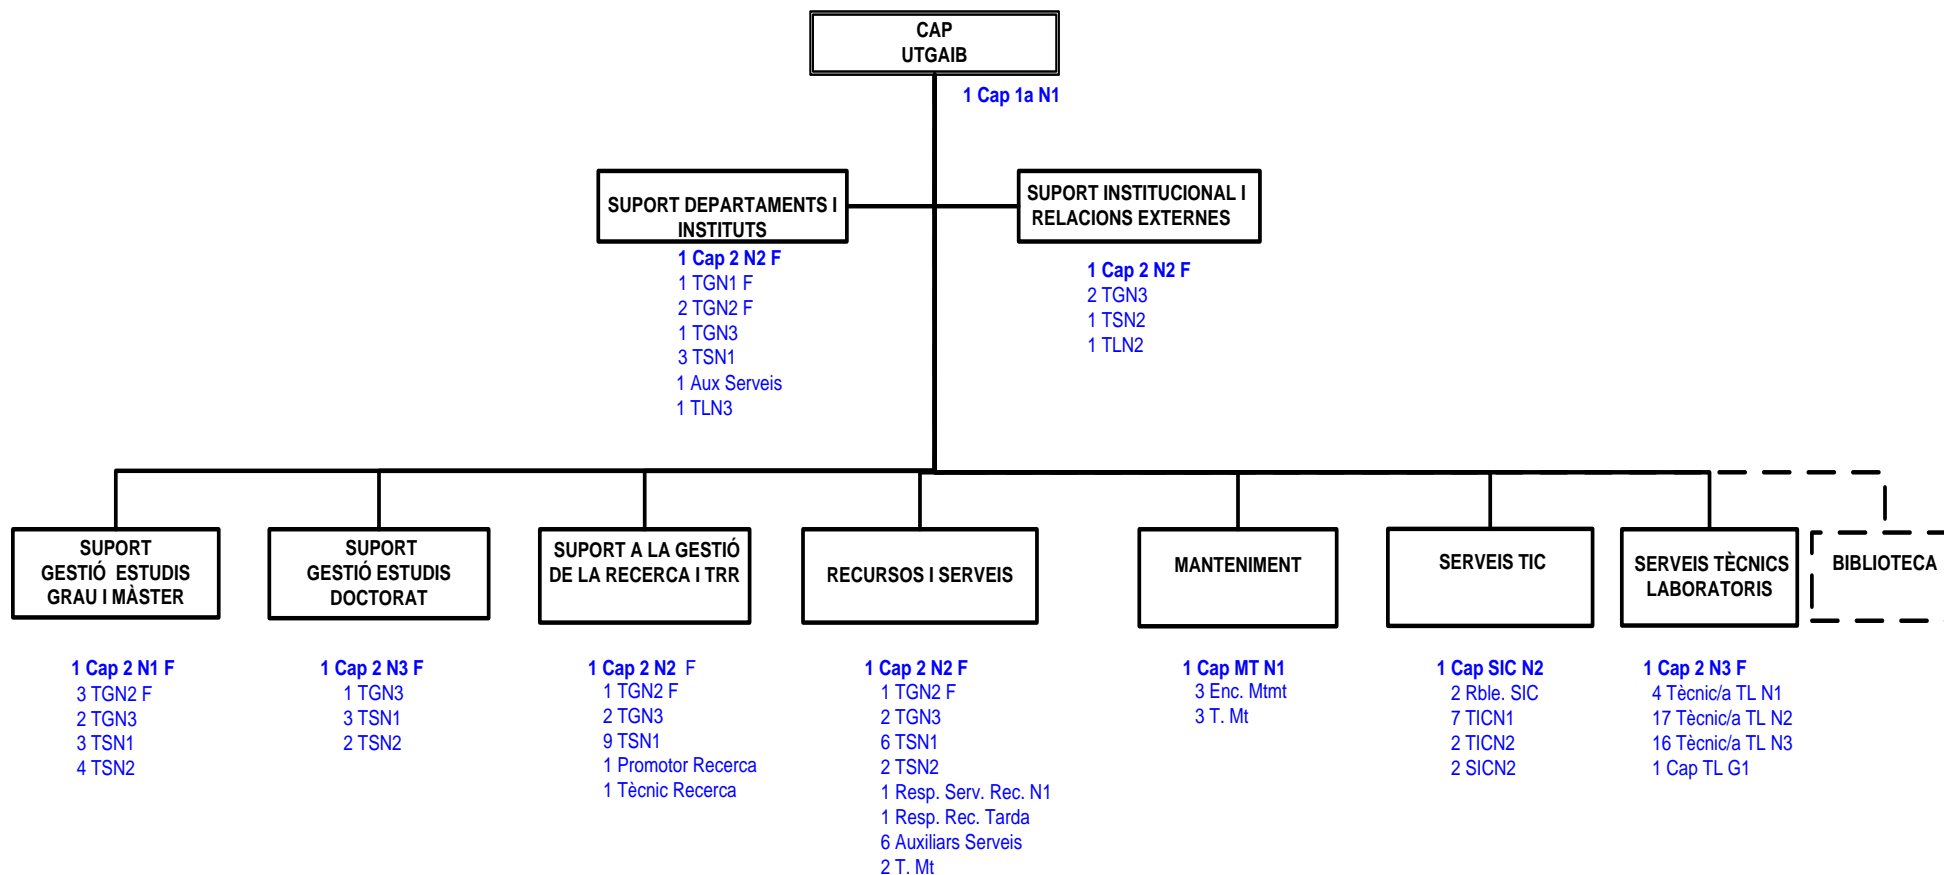 CAP
UTGAIB
1 Cap 1a N1
SUPORT DEPARTAMENTS I
INSTITUTS
1 Cap 2 N2 F
1 TGN1 F
2 TGN2 F
1 TGN3
3 TSN1
1 Aux Serveis
1 TLN3
SUPORT INSTITUCIONAL I
RELACIONS EXTERNES
1 Cap 2 N2 F
2 TGN3
1 TSN2
1 TLN2
SUPORT
GESTIÓ ESTUDIS
GRAU I MÀSTER
1 Cap 2 N1 F
3 TGN2 F
2 TGN3
3 TSN1
4 TSN2
SUPORT
GESTIÓ ESTUDIS
DOCTORAT
1 Cap 2 N3 F
1 TGN3
3 TSN1
2 TSN2
SUPORT A LA GESTIÓ
DE LA RECERCA I TRR
1 Cap 2 N2 F
1 TGN2 F
2 TGN3
9 TSN1
1 Promotor Recerca
1 Tècnic Recerca
RECURSOS I SERVEIS
1 Cap 2 N2 F
1 TGN2 F
2 TGN3
6 TSN1
2 TSN2
1 Resp. Serv. Rec. N1
1 Resp. Rec. Tarda
6 Auxiliars Serveis
2 T. Mt
MANTENIMENT
1 Cap MT N1
3 Enc. Mtmt
3 T. Mt
SERVEIS TIC
1 Cap SIC N2
2 Rble. SIC
7 TICN1
2 TICN2
2 SICN2
SERVEIS TÈCNICS
LABORATORIS
1 Cap 2 N3 F
4 Tècnic/a TL N1
17 Tècnic/a TL N2
16 Tècnic/a TL N3
1 Cap TL G1
BIBLIOTECA